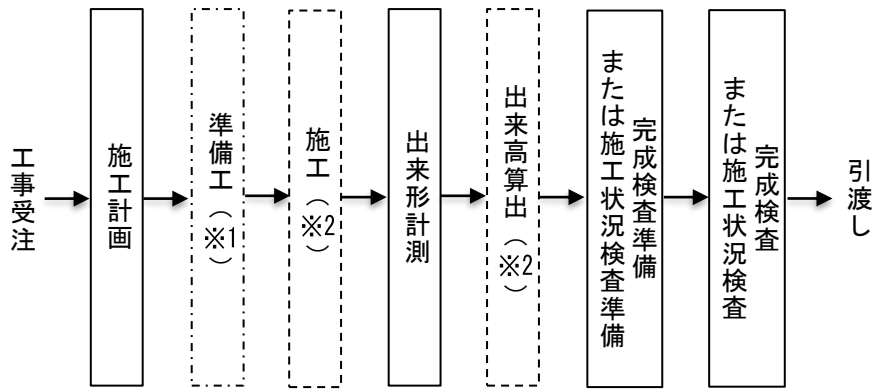 工事受注
施工計画
準備工（※1）
施工（※2）
出来形計測
出来高算出（※2）
完成検査準備
または施工状況検査準備
完成検査
または施工状況検査
引渡し